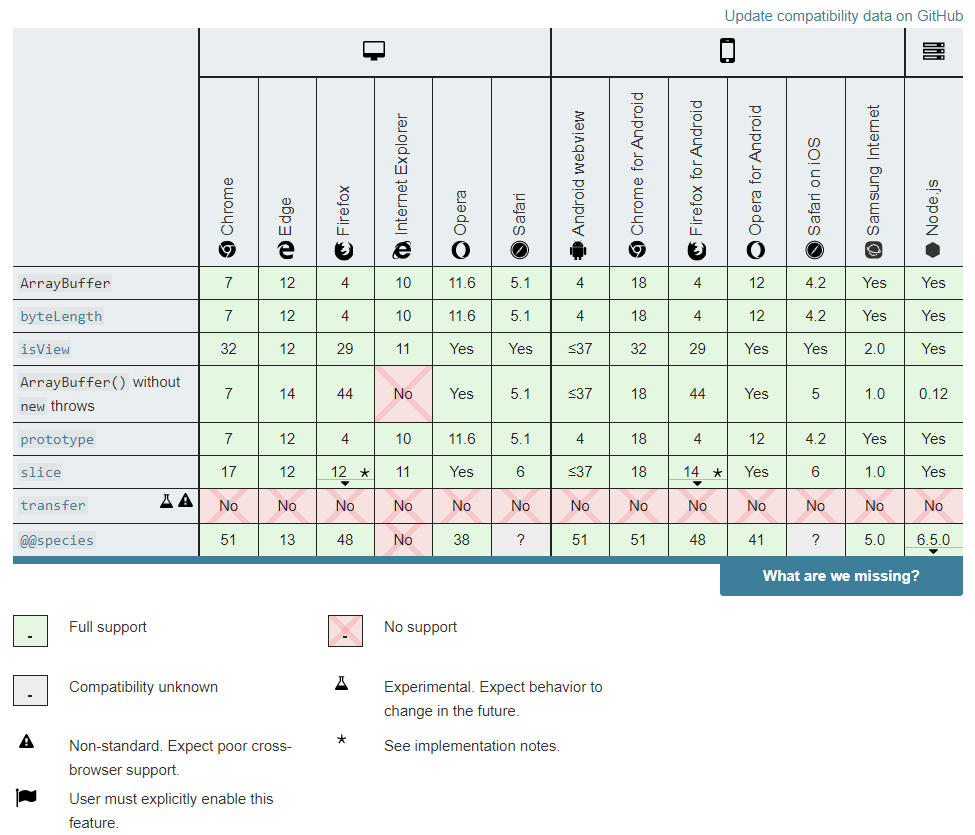 Update compatibility data on GitHub
Chrome Edge Firefox Internet Explorer Opera Safari Android webview Chrome for Android Firefox for Android Opera for Android Safari on iOS Samsung Internet Node.js
ArrayBuffer 7 12 4 10 11.6 5.1 4 18 4 12 4.2 Yes Yes
byteLength 7 12 4 10 11.6 5.1 4 18 4 12 4.2 Yes Yes
isView 32 12 29 11 Yes Yes ≤37 32 29 Yes Yes 2.0 Yes
ArrayBuffer() without
new throws 7 14 44 No Yes 5.1 ≤37 18 44 Yes 5 1.0 0.12
prototype 7 12 4 10 11.6 5.1 4 18 4 12 4.2 Yes Yes
slice 17 12 12 * 11 Yes 6 ≤37 18 14 * Yes 6 1.0 Yes
transfer No No No No No No No No No No No No No
@@species 51 13 48 No 38 ? 51 51 48 41 ? 5.0 6.5.0
What are we missing?
- Full support
- No support
- Compatibility unknown
Experimental. Expect behavior to
change in the future.
Non-standard. Expect poor cross-
browser support.
* See implementation notes.
User must explicitly enable this
feature.